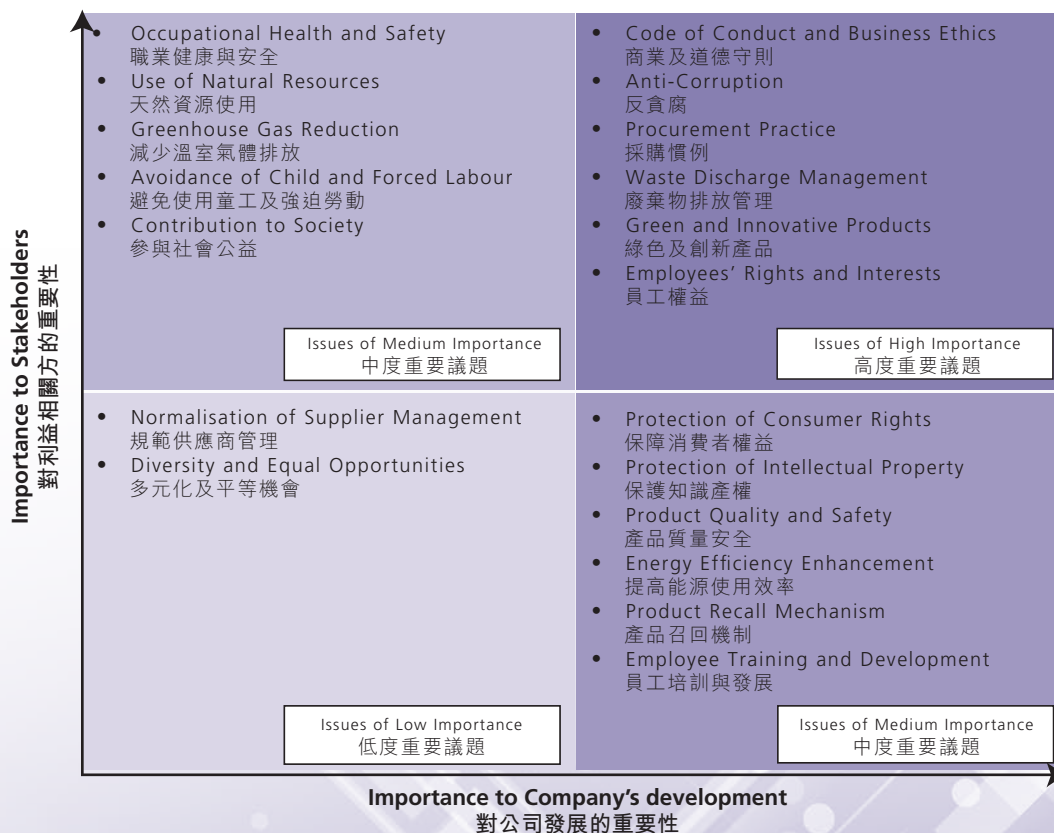 Importance to Stakeholders
對利益相關方的重要性
• Occupational Health and Safety
職業健康與安全
• Use of Natural Resources
天然資源使用
• Greenhouse Gas Reduction
減少溫室氣體排放
• Avoidance of Child and Forced Labour
避免使用童工及強迫勞動
• Contribution to Society
參與社會公益
Issues of Medium Importance
中度重要議題
• Code of Conduct and Business Ethics
商業及道德守則
• Anti-Corruption
反貪腐
• Procurement Practice
採購慣例
• Waste Discharge Management
廢棄物排放管理
• Green and Innovative Products
綠色及創新產品
• Employees’ Rights and Interests
員工權益
Issues of High Importance
高度重要議題
• Normalisation of Supplier Management
規範供應商管理
• Diversity and Equal Opportunities
多元化及平等機會
Issues of Low Importance
低度重要議題
• Protection of Consumer Rights
保障消費者權益
• Protection of Intellectual Property
保護知識產權
• Product Quality and Safety
產品質量安全
• Energy Efficiency Enhancement
提高能源使用效率
• Product Recall Mechanism
產品召回機制
• Employee Training and Development
員工培訓與發展
Issues of Medium Importance
中度重要議題
Importance to Company’s development
對公司發展的重要性